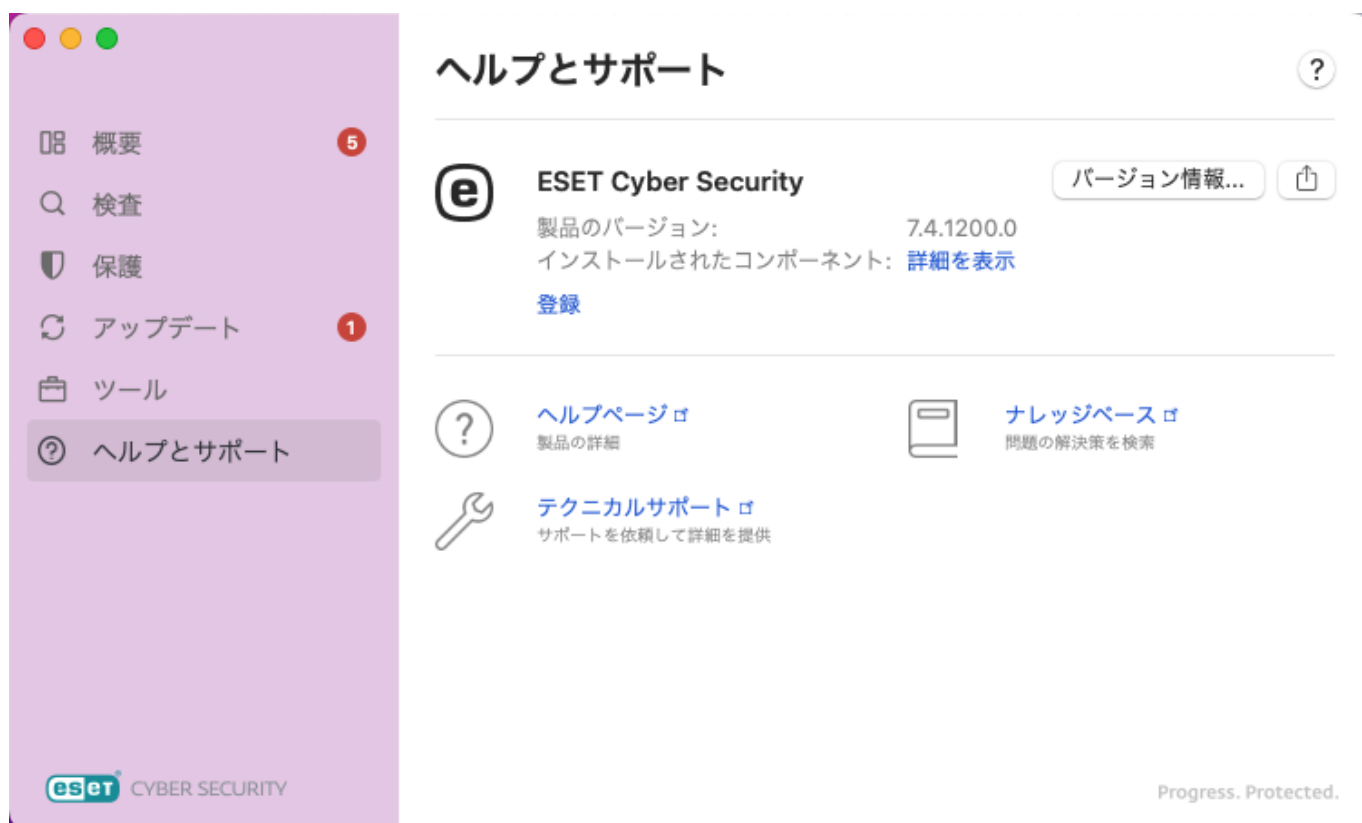 概要
5
検査
保護
アップデート
1
ツール
ヘルプとサポート
eset CYBER SECURITY
ヘルプとサポート
?
e
ESET Cyber Security
バージョン情報...
製品のバージョン: 7.4.1200.0
インストールされたコンポーネント: 詳細を表示
登録
ヘルプページ
製品の詳細
ナレッジベース
問題の解決策を検索
テクニカルサポート
サポートを依頼して詳細を提供
Progress. Protected.